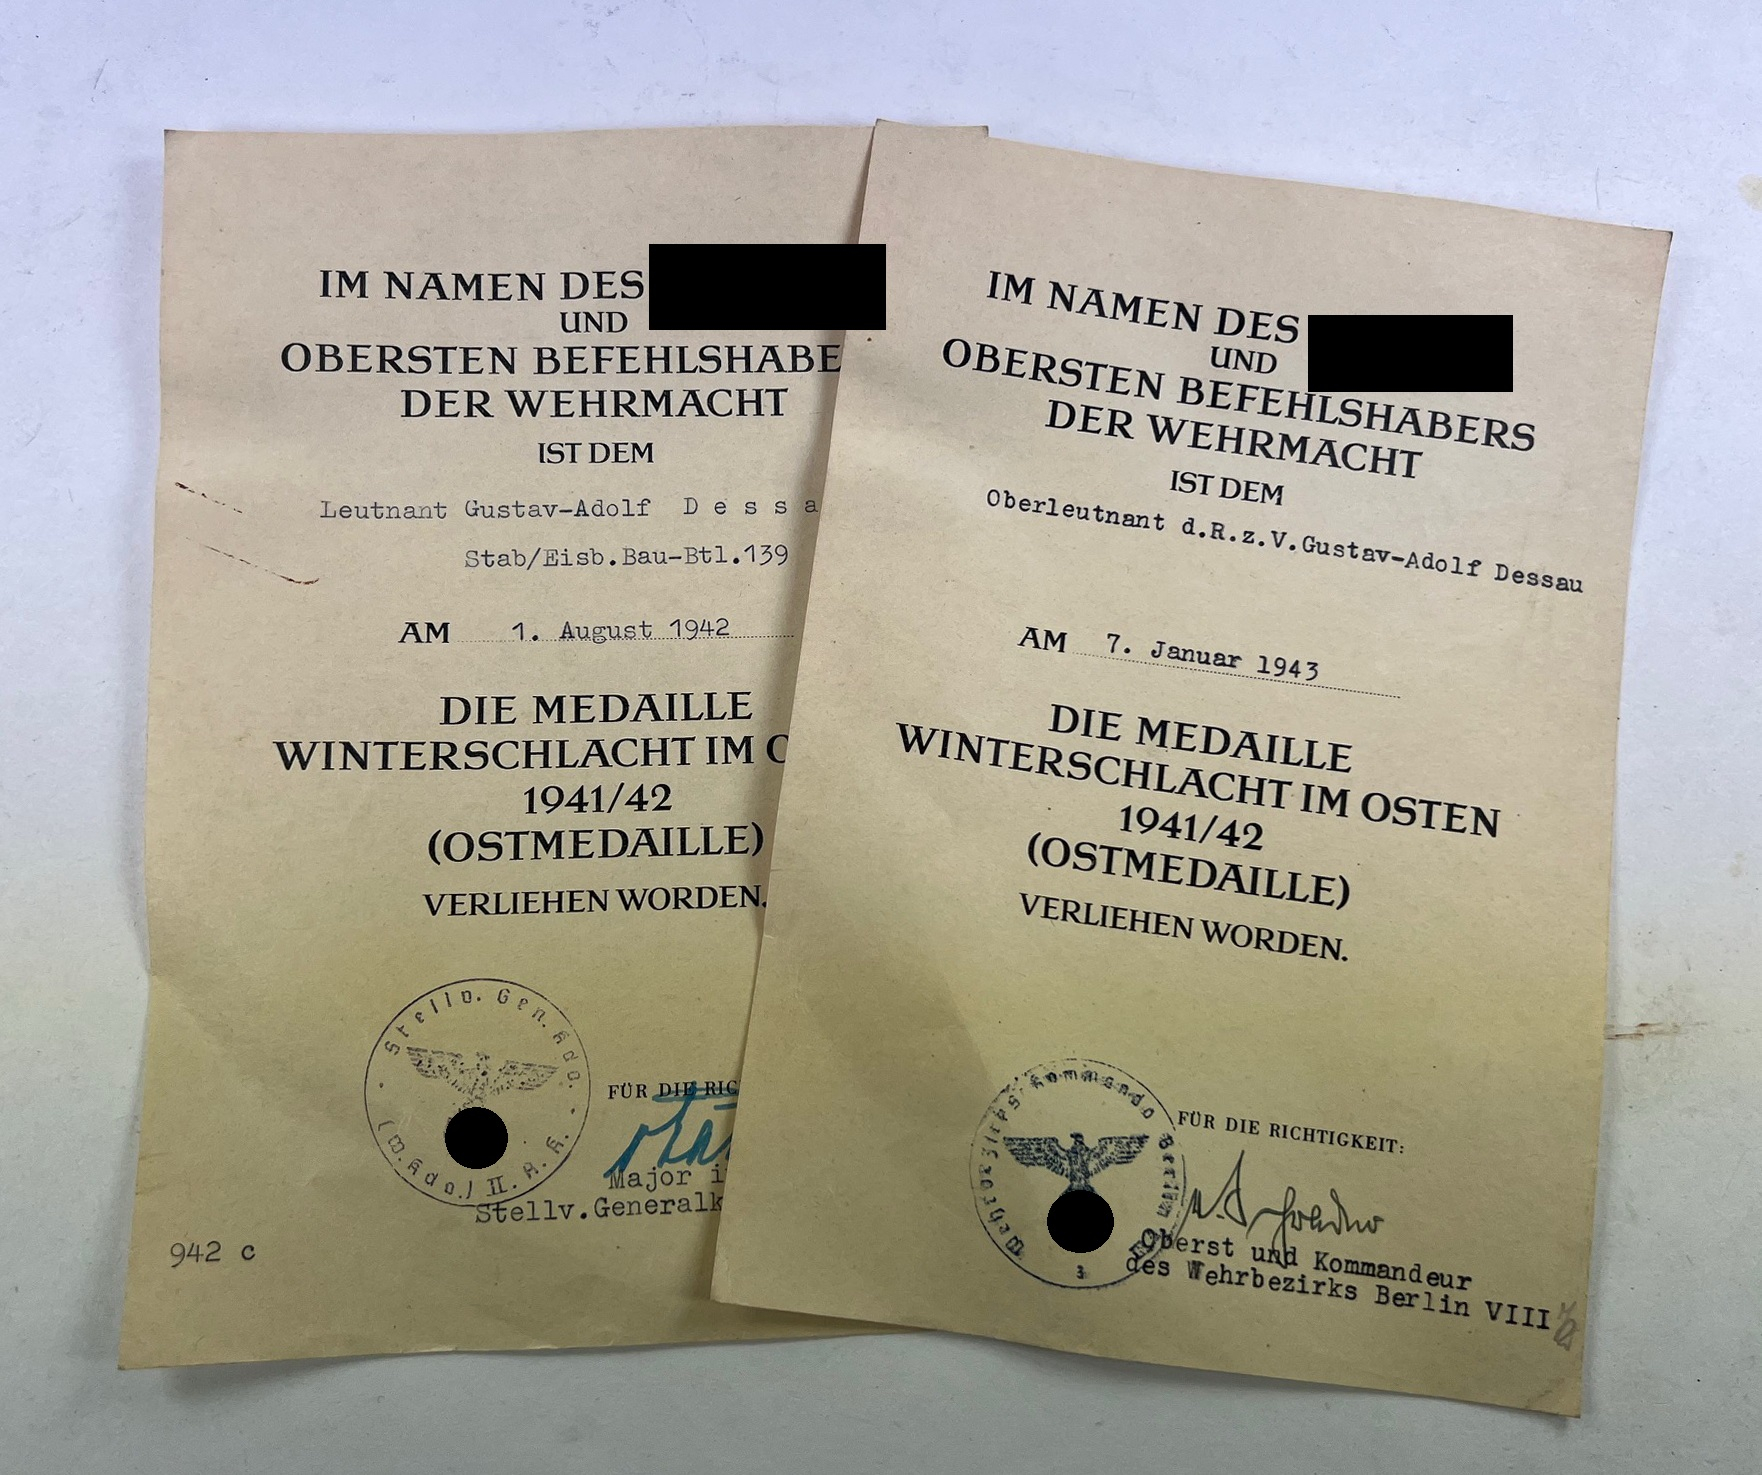 IM NAMEN DES
UND
OBERSTEN BEFEHLSHABE
DER WEHRMACHT
IST DEM
Leutnant Gustav-Adolf D e s s a
Stab/Eisb.Bau-Btl.139
AM 1. August 1942
DIE MEDAILLE
WINTERSCHLACHT IM O
1941/42
(OSTMEDAILLE)
VERLIEHEN WORDEN.
Stellv. Gen. Kdo. II. A. K. (W.Kdo.)
FÜR DIE RIC
Major i
Stellv.Generalk
942 c
IM NAMEN DES
UND
OBERSTEN BEFEHLSHABERS
DER WEHRMACHT
IST DEM
Oberleutnant d.R.z.V.Gustav-Adolf Dessau
AM 7. Januar 1943
DIE MEDAILLE
WINTERSCHLACHT IM OSTEN
1941/42
(OSTMEDAILLE)
VERLIEHEN WORDEN.
Wehrbezirks-Kommando Berlin VIII
3
FÜR DIE RICHTIGKEIT:
Oberst und Kommandeur
des Wehrbezirks Berlin VIII